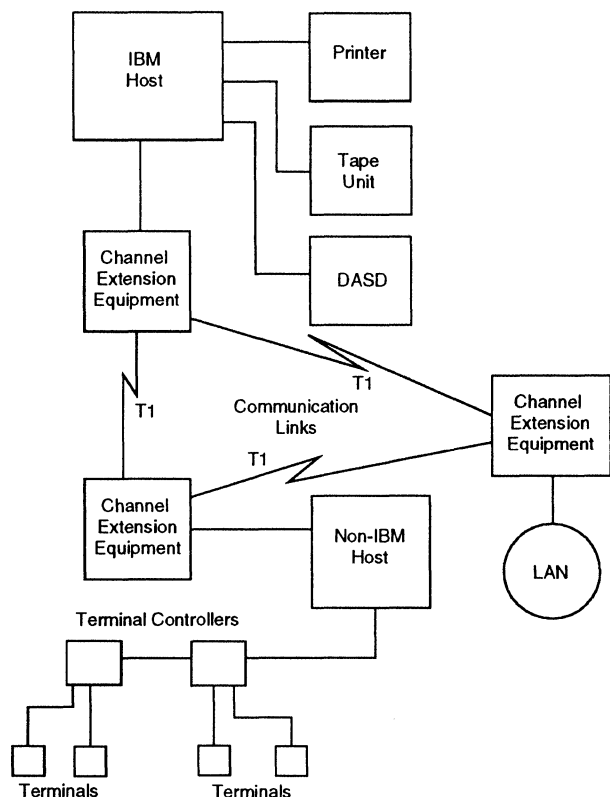 IBM
Host
Printer
Tape
Unit
DASD
Channel
Extension
Equipment
T1
T1
Communication
Links
T1
Channel
Extension
Equipment
Channel
Extension
Equipment
Non-IBM
Host
LAN
Terminal Controllers
Terminals
Terminals